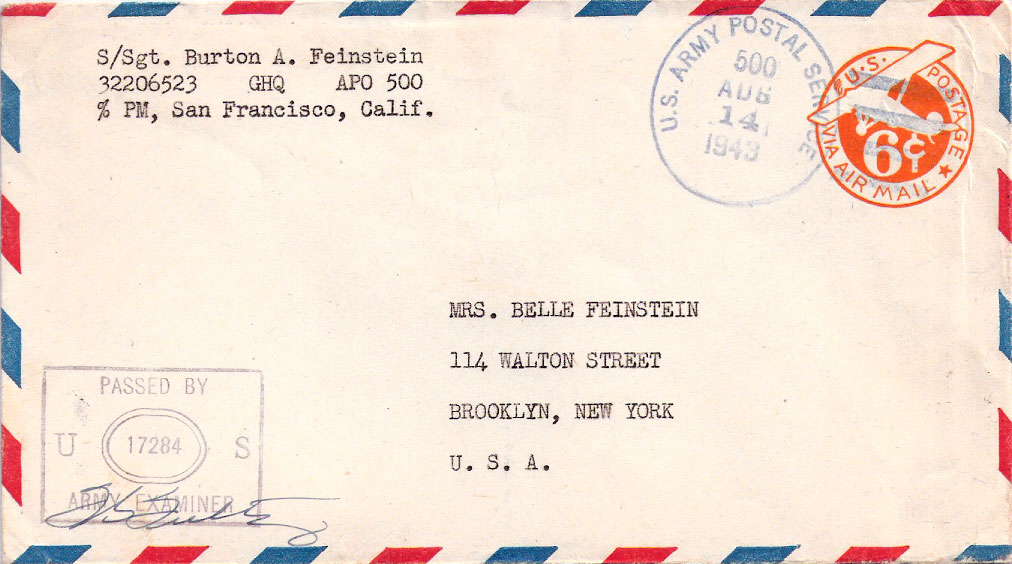 S/Sgt. Burton A. Feinstein
32206523 GHQ APO 500
% PM, San Francisco, Calif.
U.S. ARMY POSTAL SERVICE
500
AUG
14
1943
U.S. POSTAGE
6¢
VIA AIR MAIL
MRS. BELLE FEINSTEIN
114 WALTON STREET
BROOKLYN, NEW YORK
U. S. A.
PASSED BY
U 17284 S
ARMY EXAMINER